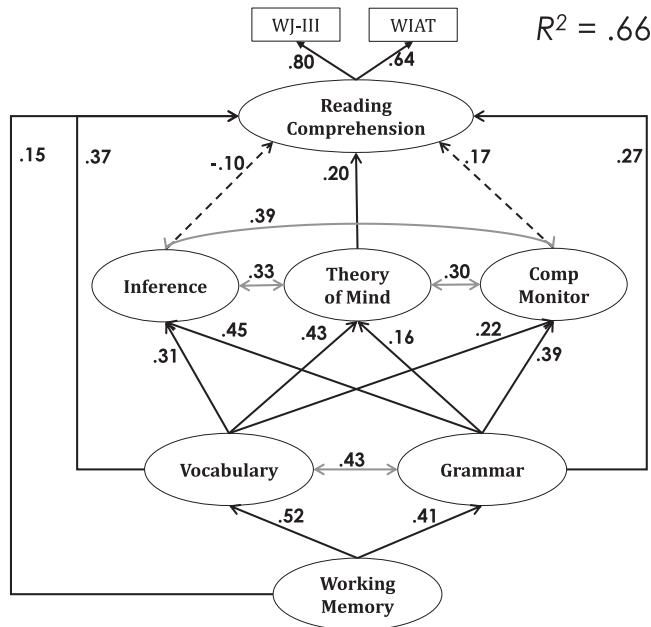 WJ-III WIAT
R² = .66
.80 .64
Reading
Comprehension
.15 .37 -.10 .20 .17 .27
.39
Inference .33 Theory
of Mind .30 Comp
Monitor
.31 .45 .43 .16 .22 .39
Vocabulary .43 Grammar
.52 .41
Working
Memory